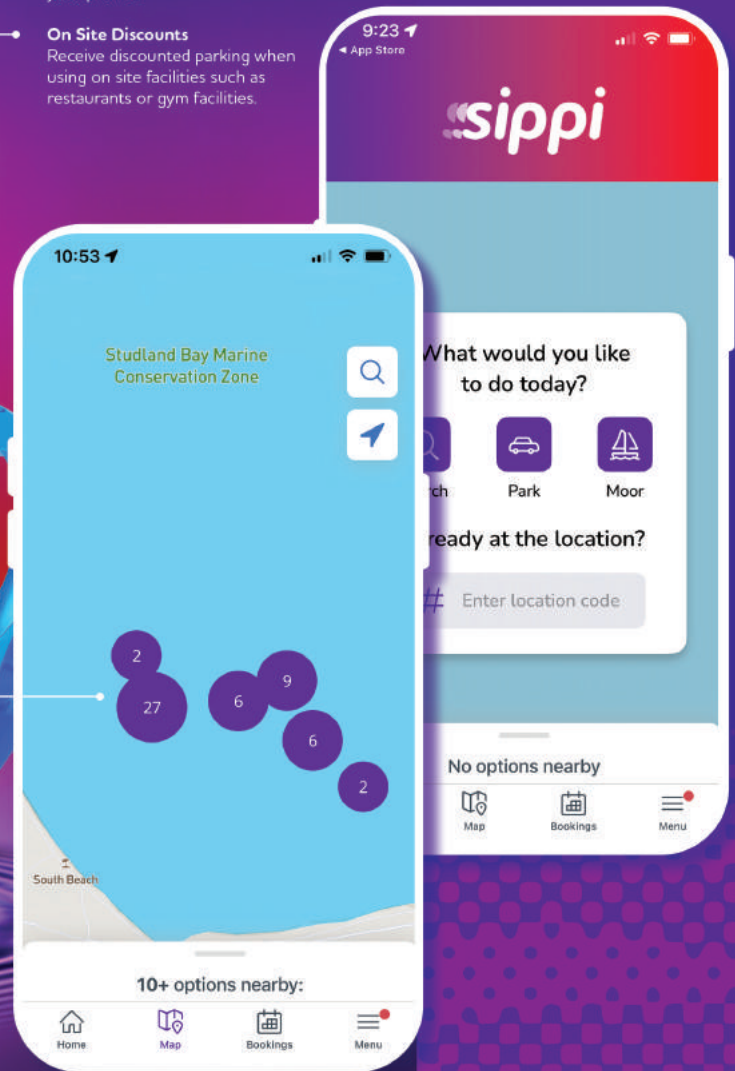 On Site Discounts
Receive discounted parking when
using on site facilities such as
restaurants or gym facilities.
9:23
App Store
sippi
What would you like
to do today?
Park
Moor
at the location?
# Enter location code
No options nearby
Map
Bookings
Menu
10:53
Studland Bay Marine
Conservation Zone
2
27
6
9
6
2
South Beach
10+ options nearby:
Home
Map
Bookings
Menu